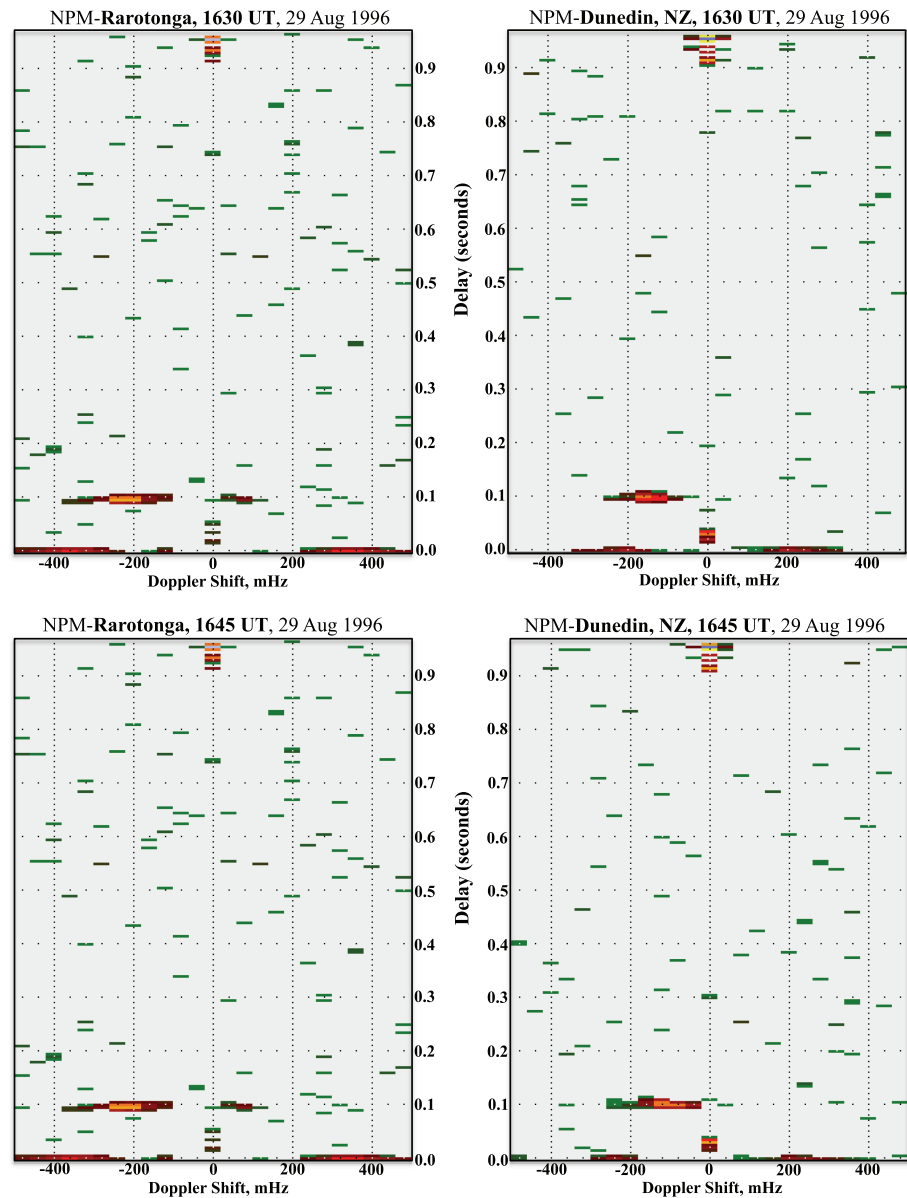 NPM-Rarotonga, 1630 UT, 29 Aug 1996
0.9
0.8
0.7
0.6
0.5
0.4
0.3
0.2
0.1
0.0
-400 -200 0 200 400
Doppler Shift, mHz
Delay (seconds)
NPM-Dunedin, NZ, 1630 UT, 29 Aug 1996
0.9
0.8
0.7
0.6
0.5
0.4
0.3
0.2
0.1
0.0
-400 -200 0 200 400
Doppler Shift, mHz
NPM-Rarotonga, 1645 UT, 29 Aug 1996
0.9
0.8
0.7
0.6
0.5
0.4
0.3
0.2
0.1
0.0
-400 -200 0 200 400
Doppler Shift, mHz
Delay (seconds)
NPM-Dunedin, NZ, 1645 UT, 29 Aug 1996
0.9
0.8
0.7
0.6
0.5
0.4
0.3
0.2
0.1
0.0
-400 -200 0 200 400
Doppler Shift, mHz